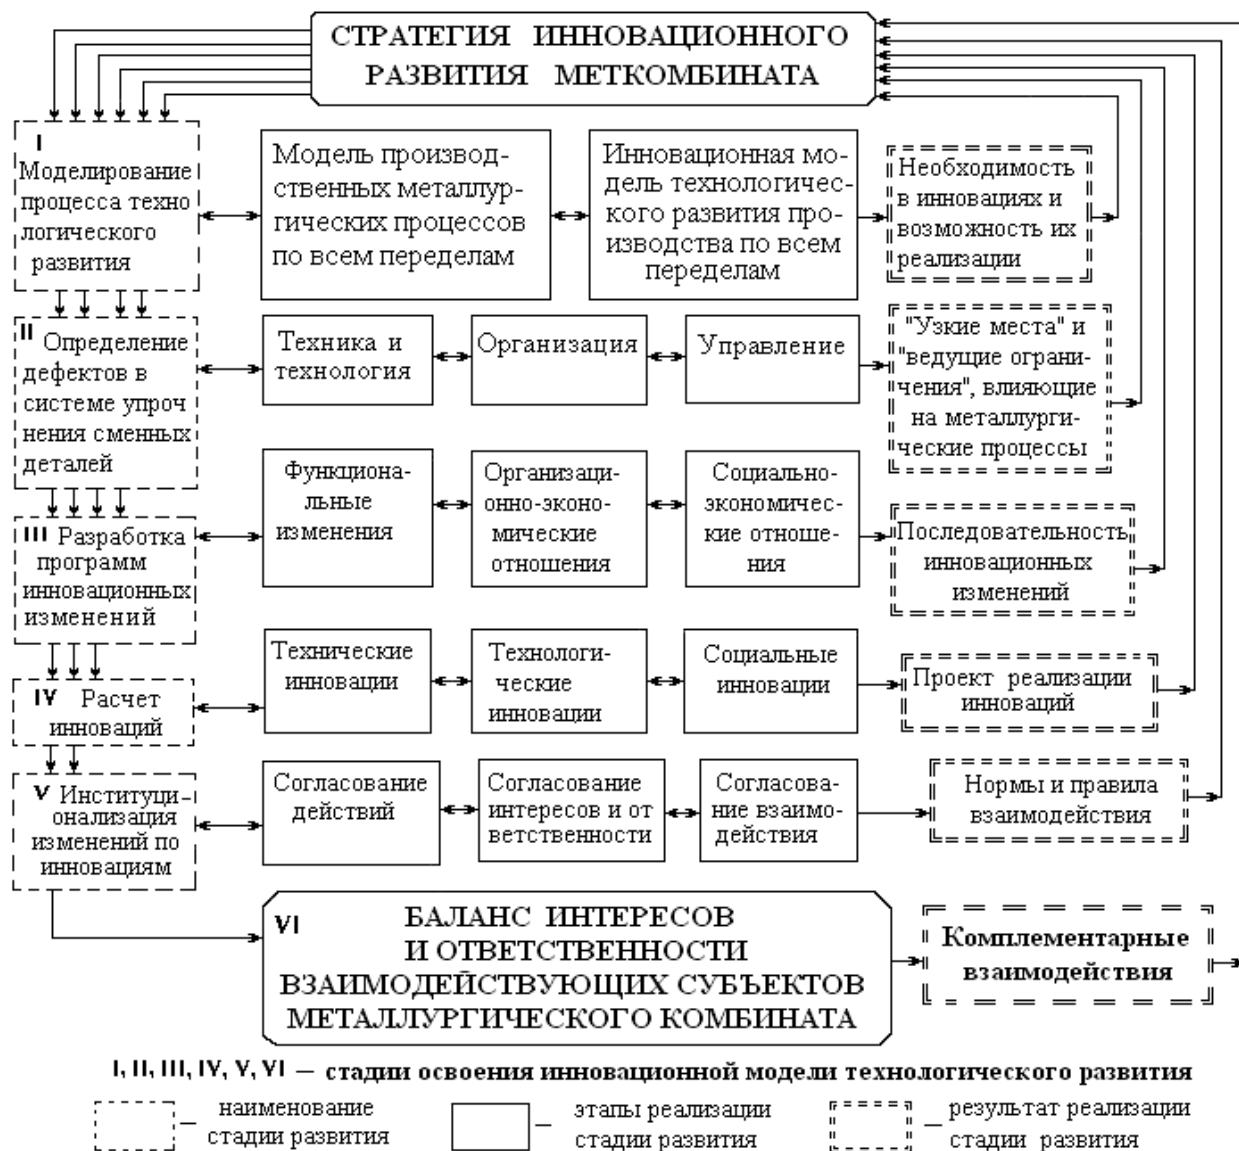 СТРАТЕГИЯ ИННОВАЦИОННОГО
РАЗВИТИЯ МЕТКОМБИНАТА
I
Моделирование
процесса техно
логического
развития
Модель производ-
ственных металлур-
гических процессов
по всем переделам
Инновационная мо-
дель технологичес-
кого развития про-
изводства по всем
переделам
Необходимость
в инновациях и
возможность их
реализации
II Определение
дефектов в
системе упроч
нения сменных
деталей
Техника и
технология
Организация
Управление
"Узкие места" и
"ведущие ограни-
чения", влияющие
на металлурги-
ческие процессы
III Разработка
программ
инновационных
изменений
Функциона-
льные
изменения
Организаци-
онно-эконо-
мические
отношения
Социально-
экономичес-
кие отноше-
ния
Последовательность
инновационных
изменений
IV Расчет
инноваций
Технические
инновации
Технологи-
ческие
инновации
Социальные
инновации
Проект реализации
инноваций
V Институци-
онализация
изменений по
инновациям
Согласование
действий
Согласование
интересов и от
ветственности
Согласова-
ние взаимо-
действия
Нормы и правила
взаимодействия
VI БАЛАНС ИНТЕРЕСОВ
И ОТВЕТСТВЕННОСТИ
ВЗАИМОДЕЙСТВУЮЩИХ СУБЪЕКТОВ
МЕТАЛЛУРГИЧЕСКОГО КОМБИНАТА
Комплементарные
взаимодействия
I, II, III, IV, V, VI – стадии освоения инновационной модели технологического развития
– наименование
стадии развития
– этапы реализации
стадии развития
– результат реализации
стадии развития